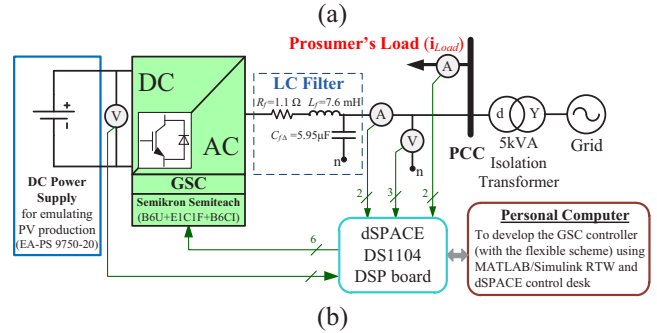 (a)
Prosumer's Load (iLoad)
DC
AC
GSC
Semikron Semiteach
(B6U+E1C1F+B6CI)
V
DC Power
Supply
for emulating
PV production
(EA-PS 9750-20)
LC Filter
Rf=1.1 Ω Lf=7.6 mH
CfΔ=5.95μF
n
A
V
n
A
PCC
d Y
5kVA
Isolation
Transformer
Grid
2
3
2
6
dSPACE
DS1104
DSP board
Personal Computer
To develop the GSC controller
(with the flexible scheme) using
MATLAB/Simulink RTW and
dSPACE control desk
(b)